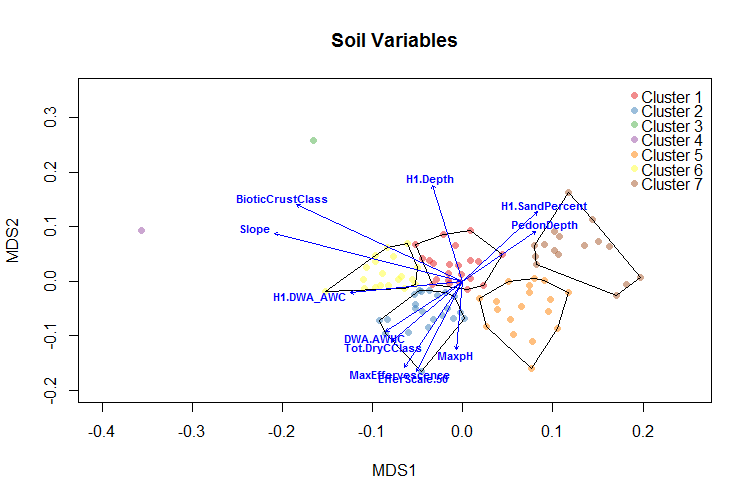 Soil Variables
Cluster 1
Cluster 2
Cluster 3
Cluster 4
Cluster 5
Cluster 6
Cluster 7
H1.Depth
BioticCrustClass
H1.SandPercent
Slope
PedonDepth
H1.DWA_AWC
DWA.AWHC
Tot.DryCClass
MaxpH
MaxEffervescence
EfferScale.50
MDS2
0.3
0.2
0.1
0.0
-0.1
-0.2
-0.4
-0.3
-0.2
-0.1
0.0
0.1
0.2
MDS1